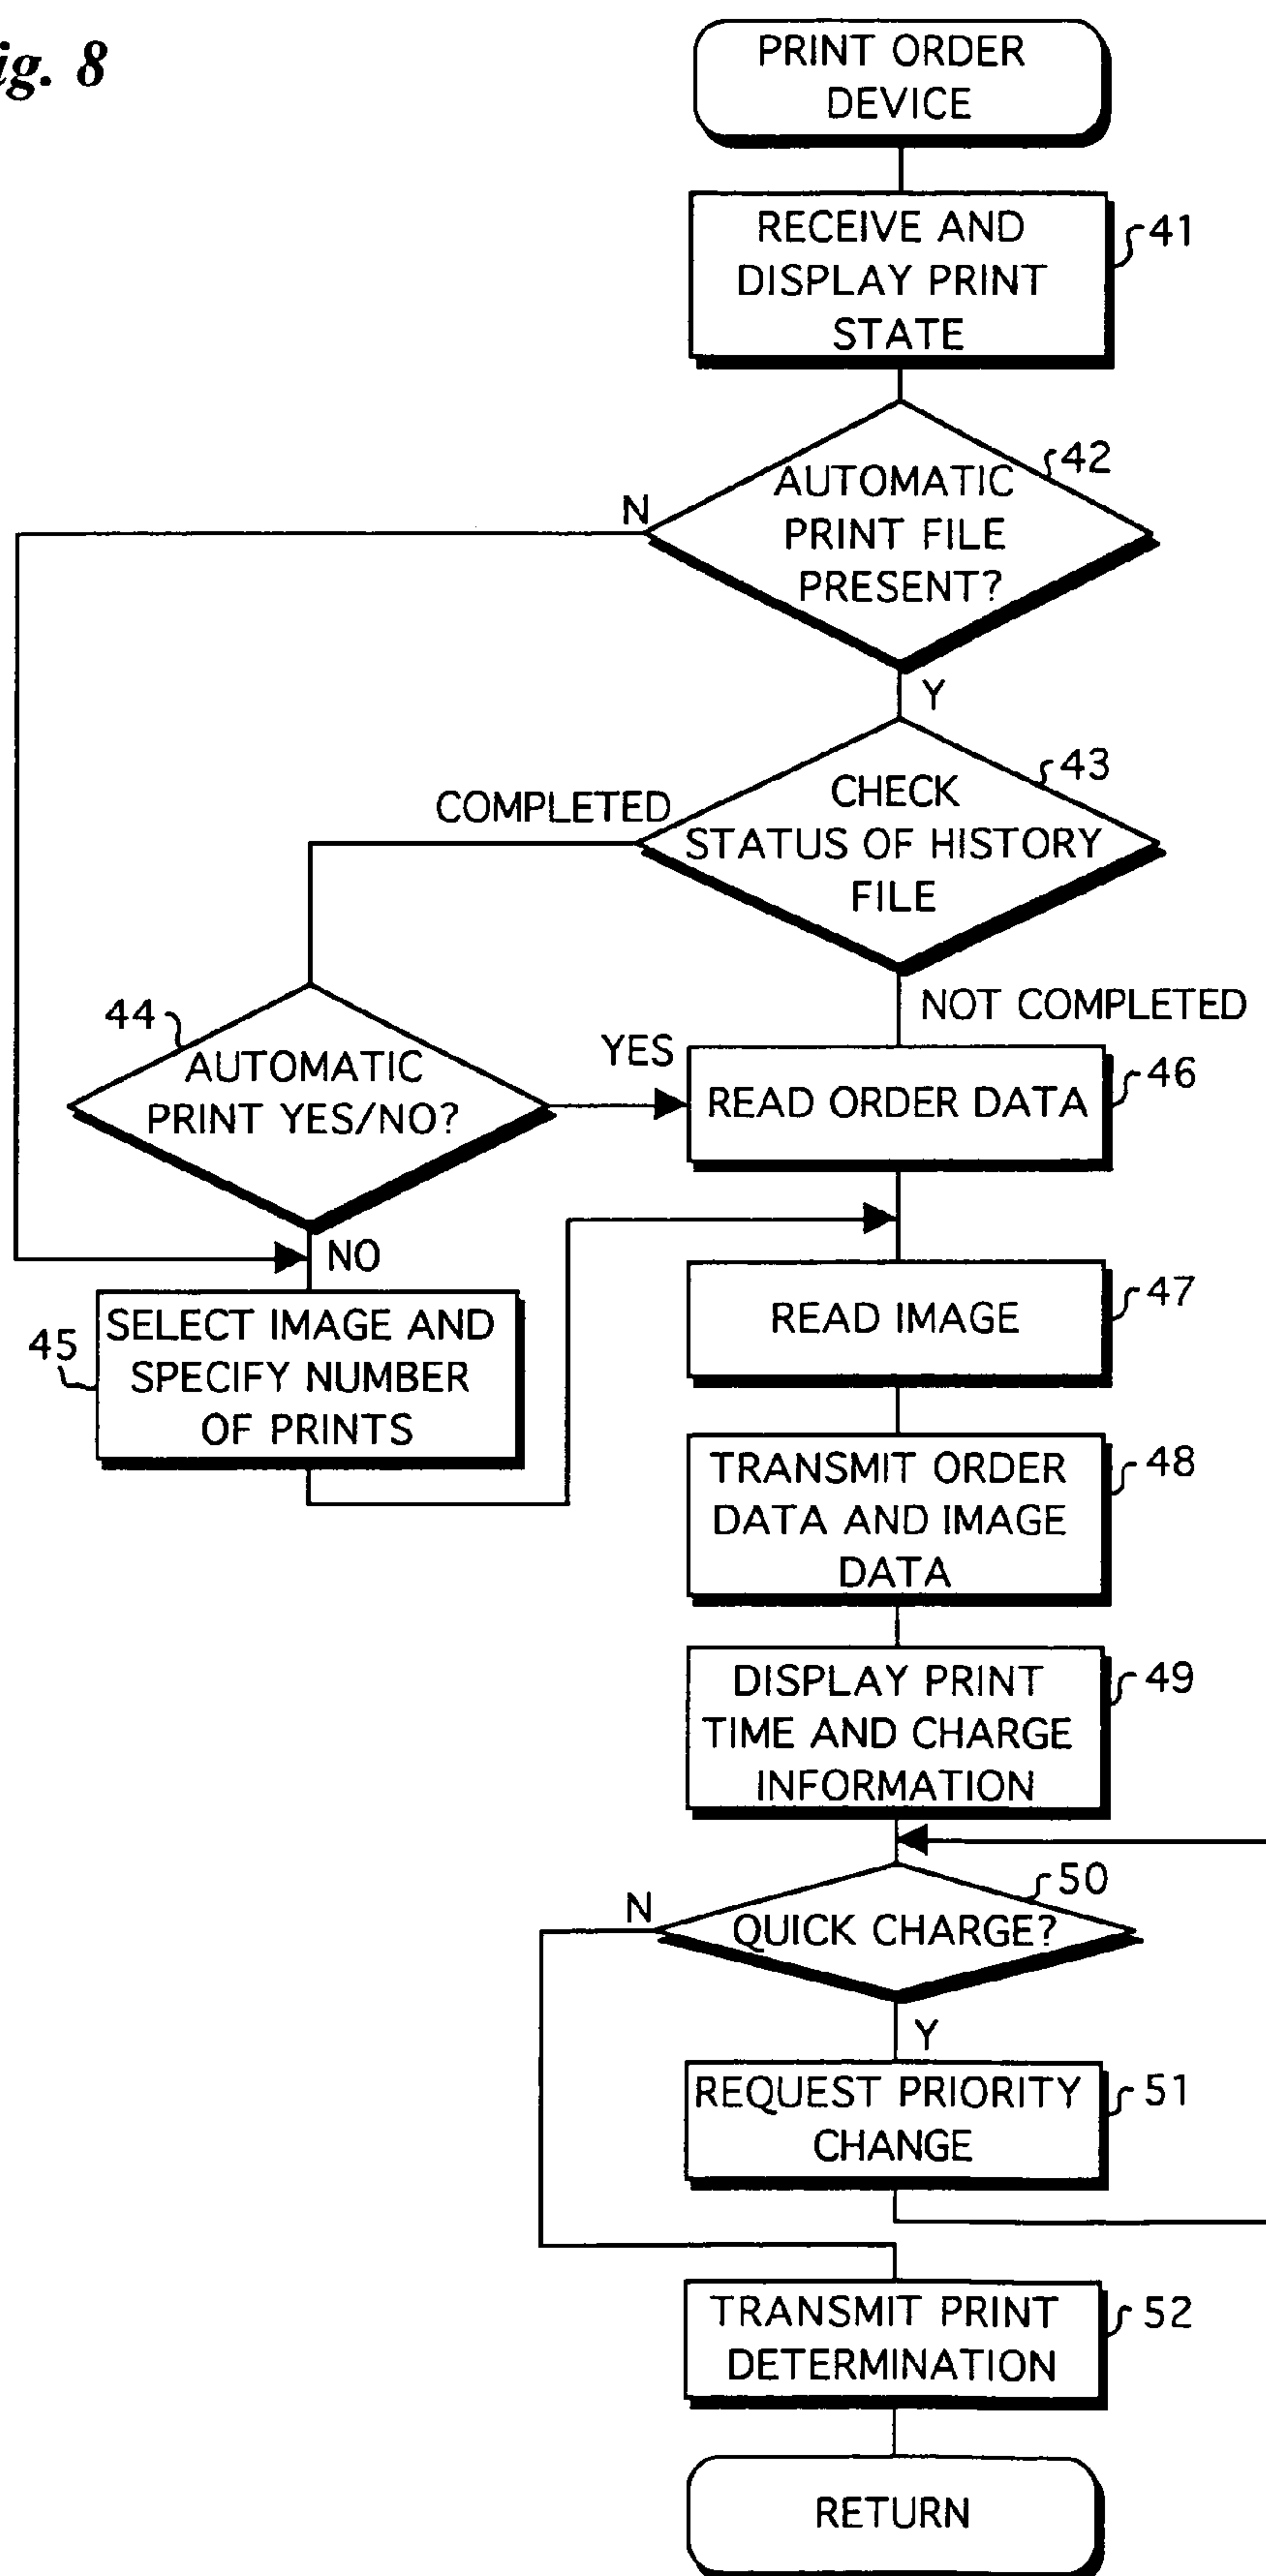 ig. 8
PRINT ORDER
DEVICE
RECEIVE AND
DISPLAY PRINT
STATE
41
AUTOMATIC
PRINT FILE
PRESENT?
42
N
Y
CHECK
STATUS OF HISTORY
FILE
43
COMPLETED
NOT COMPLETED
44
AUTOMATIC
PRINT YES/NO?
YES
READ ORDER DATA
46
NO
45
SELECT IMAGE AND
SPECIFY NUMBER
OF PRINTS
READ IMAGE
47
TRANSMIT ORDER
DATA AND IMAGE
DATA
48
DISPLAY PRINT
TIME AND CHARGE
INFORMATION
49
QUICK CHARGE?
50
N
Y
REQUEST PRIORITY
CHANGE
51
TRANSMIT PRINT
DETERMINATION
52
RETURN